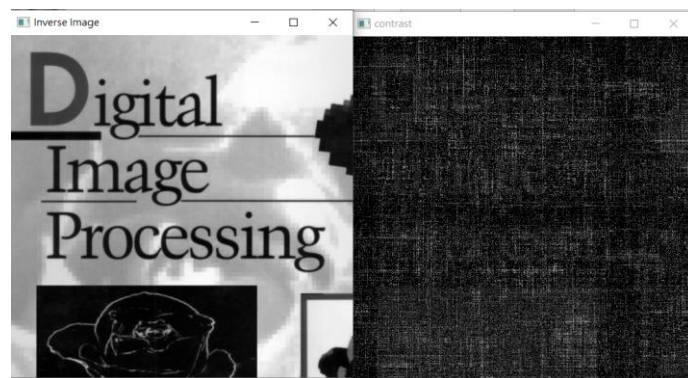 Inverse Image
contrast
Digital
Image
Processing